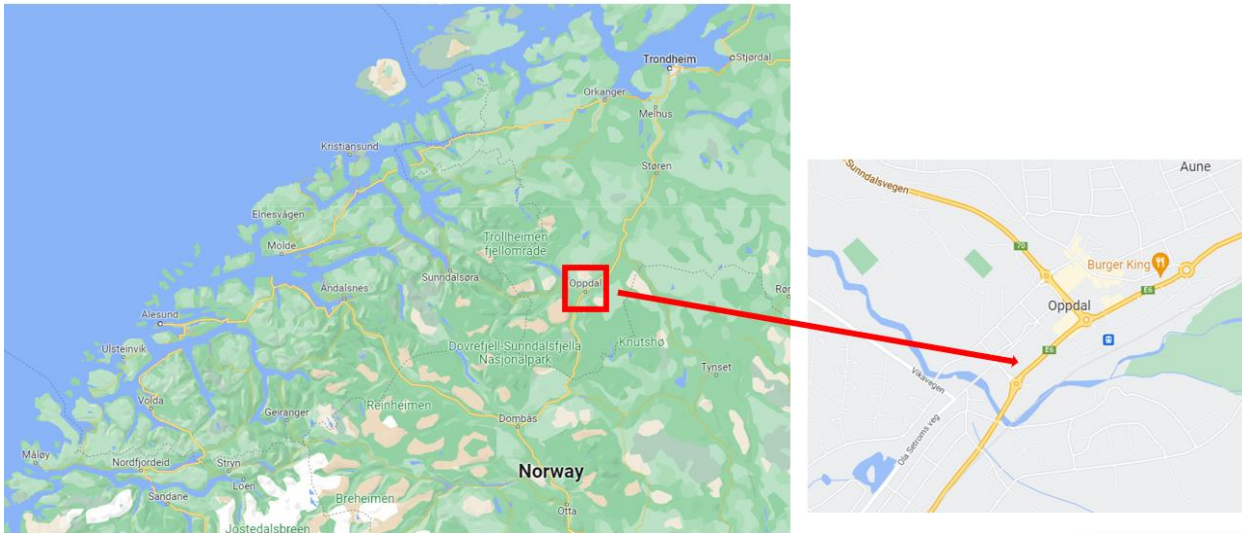 Trondheim
Stjørdal
Orkanger
Melhus
Kristiansund
Støren
Elnesvågen
Trollheimen
fjellområde
Molde
Sunndalsøra
Oppdal
Åndalsnes
Ålesund
Ulsteinvik
Dovrefjell-Sunndalsfjella
Nasjonalpark
Knutshø
Tynset
Volda
Reinheimen
Geiranger
Dombås
Måløy
Nordfjordeid
Stryn
Norway
Loen
Sandane
Breheimen
Otta
Jostedalsbreen
Sunndalsvegen
Aune
70
Burger King
E6
Oppdal
E6
Vikavegen
Ola Setroms veg